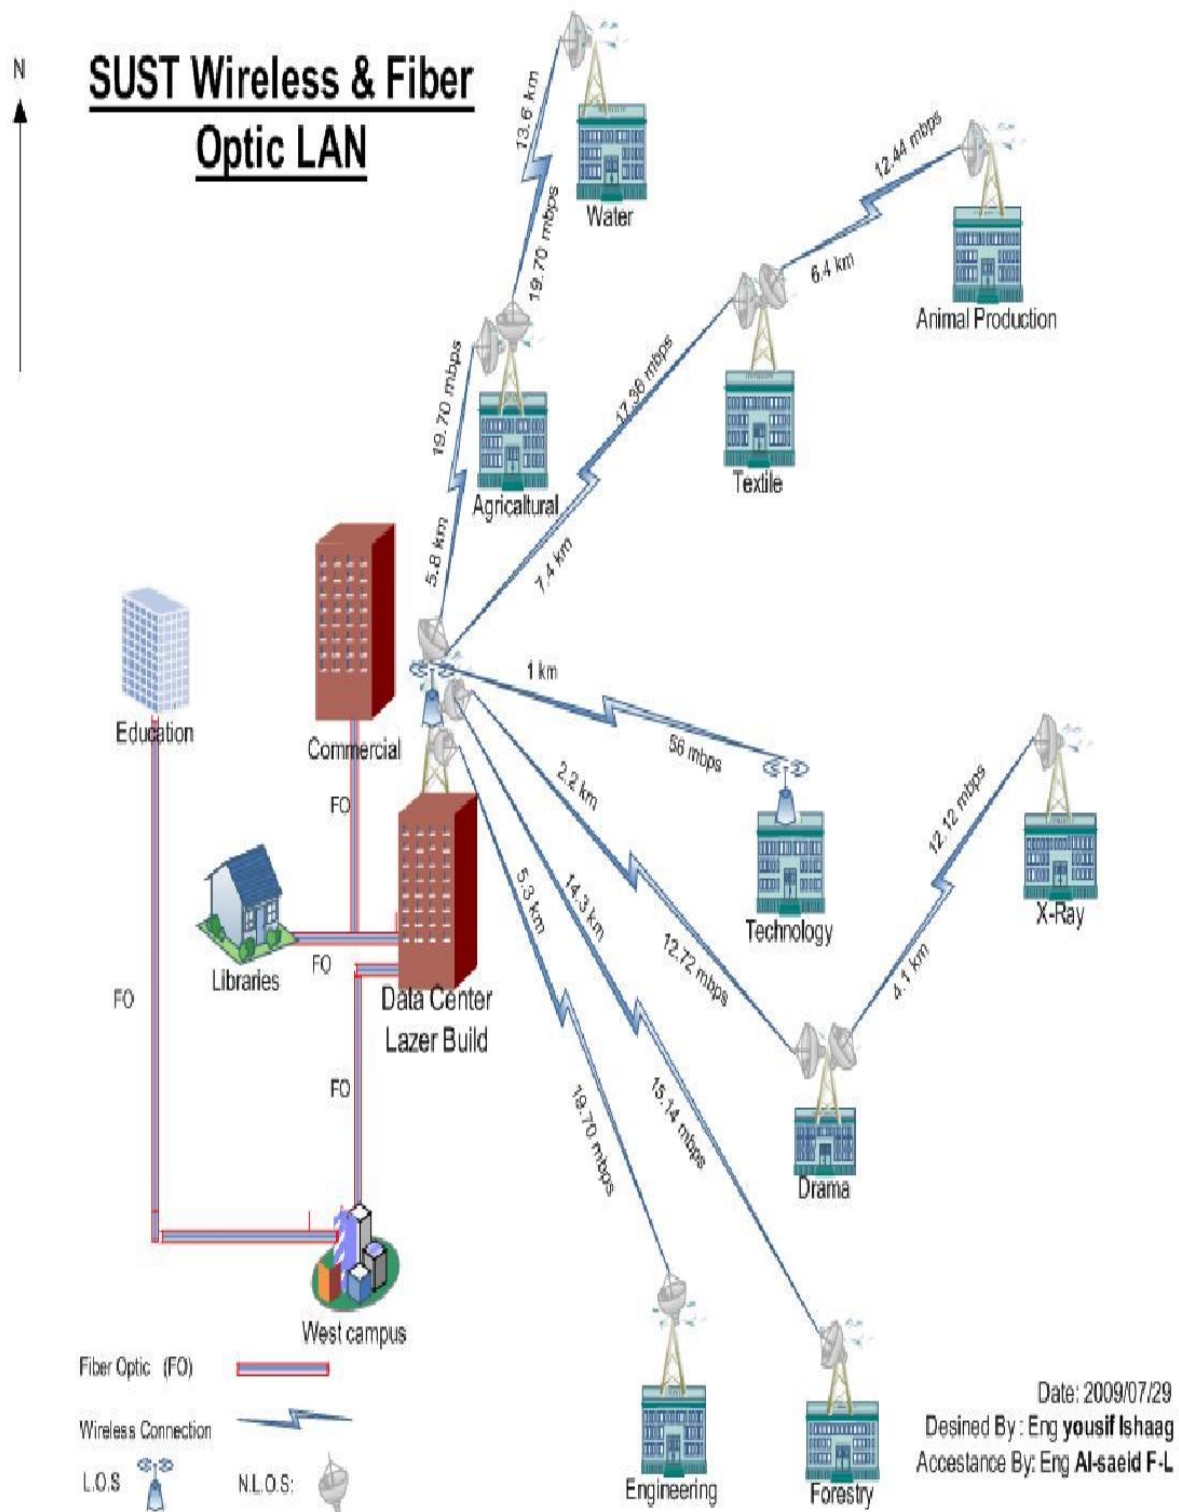 N
SUST Wireless & Fiber
Optic LAN
13.6 km
19.70 mbps
Water
12.44 mbps
6.4 km
Animal Production
19.70 mbps
5.8 km
Agricaltural
17.36 mbps
7.4 km
Textile
Education
Commercial
FO
1 km
56 mbps
Technology
2.2 km
12.72 mbps
12.12 mbps
4.1 km
X-Ray
Drama
5.3 km
19.70 mbps
14.3 km
15.14 mbps
Libraries
FO
FO
Data Center
Lazer Build
FO
West campus
Engineering
Forestry
Fiber Optic (FO)
Wireless Connection
L.O.S
N.L.O.S:
Date: 2009/07/29
Desined By : Eng yousif Ishaag
Accestance By: Eng Al-saeid F-L